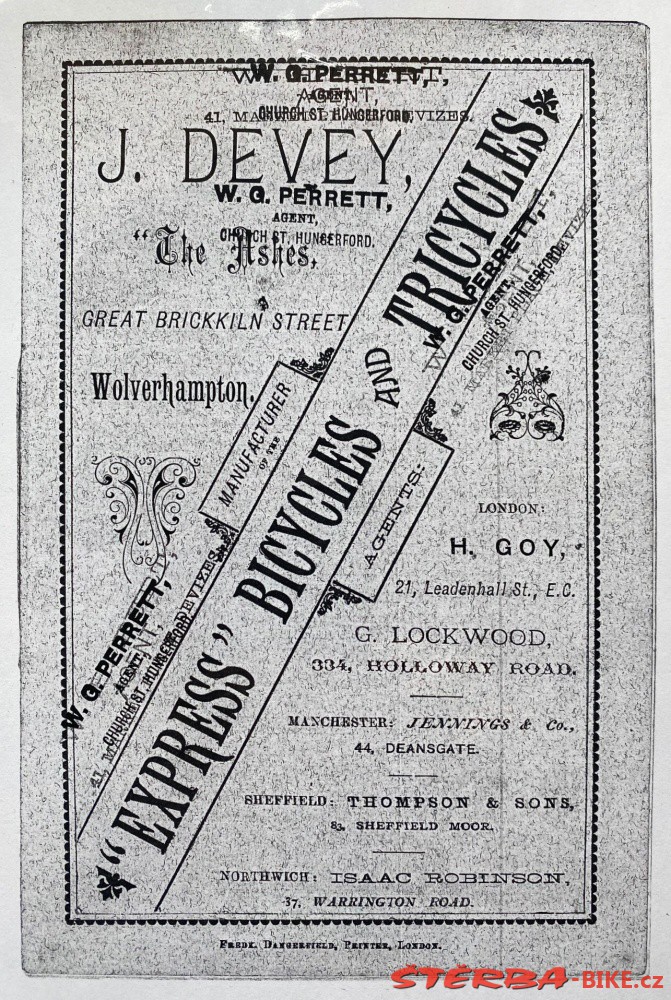 W. G. PERRETT,
AGENT,
CHURCH ST. HUNGERFORD.
J. DEVEY,
W. G. PERRETT,
AGENT,
CHURCH ST. HUNGERFORD.
"The Ashes,
GREAT BRICKKILN STREET
Wolverhampton.
MANUFACTURER
OF THE
"EXPRESS" BICYCLES AND TRICYCLES
W. G. PERRETT,
AGENT,
CHURCH ST. HUNGERFORD.
W. G. PERRETT,
AGENT,
CHURCH ST. HUNGERFORD
AGENTS:
LONDON:
H. GOY,
21, Leadenhall St., E.C.
G. LOCKWOOD,
334, HOLLOWAY ROAD.
MANCHESTER: JENNINGS & Co.,
44, DEANSGATE.
SHEFFIELD: THOMPSON & SONS,
83, SHEFFIELD MOOR.
NORTHWICH: ISAAC ROBINSON,
37, WARRINGTON ROAD.
FREDK. DANGERFIELD, PRINTER, LONDON.
ŠTĚRBA-BIKE.cz